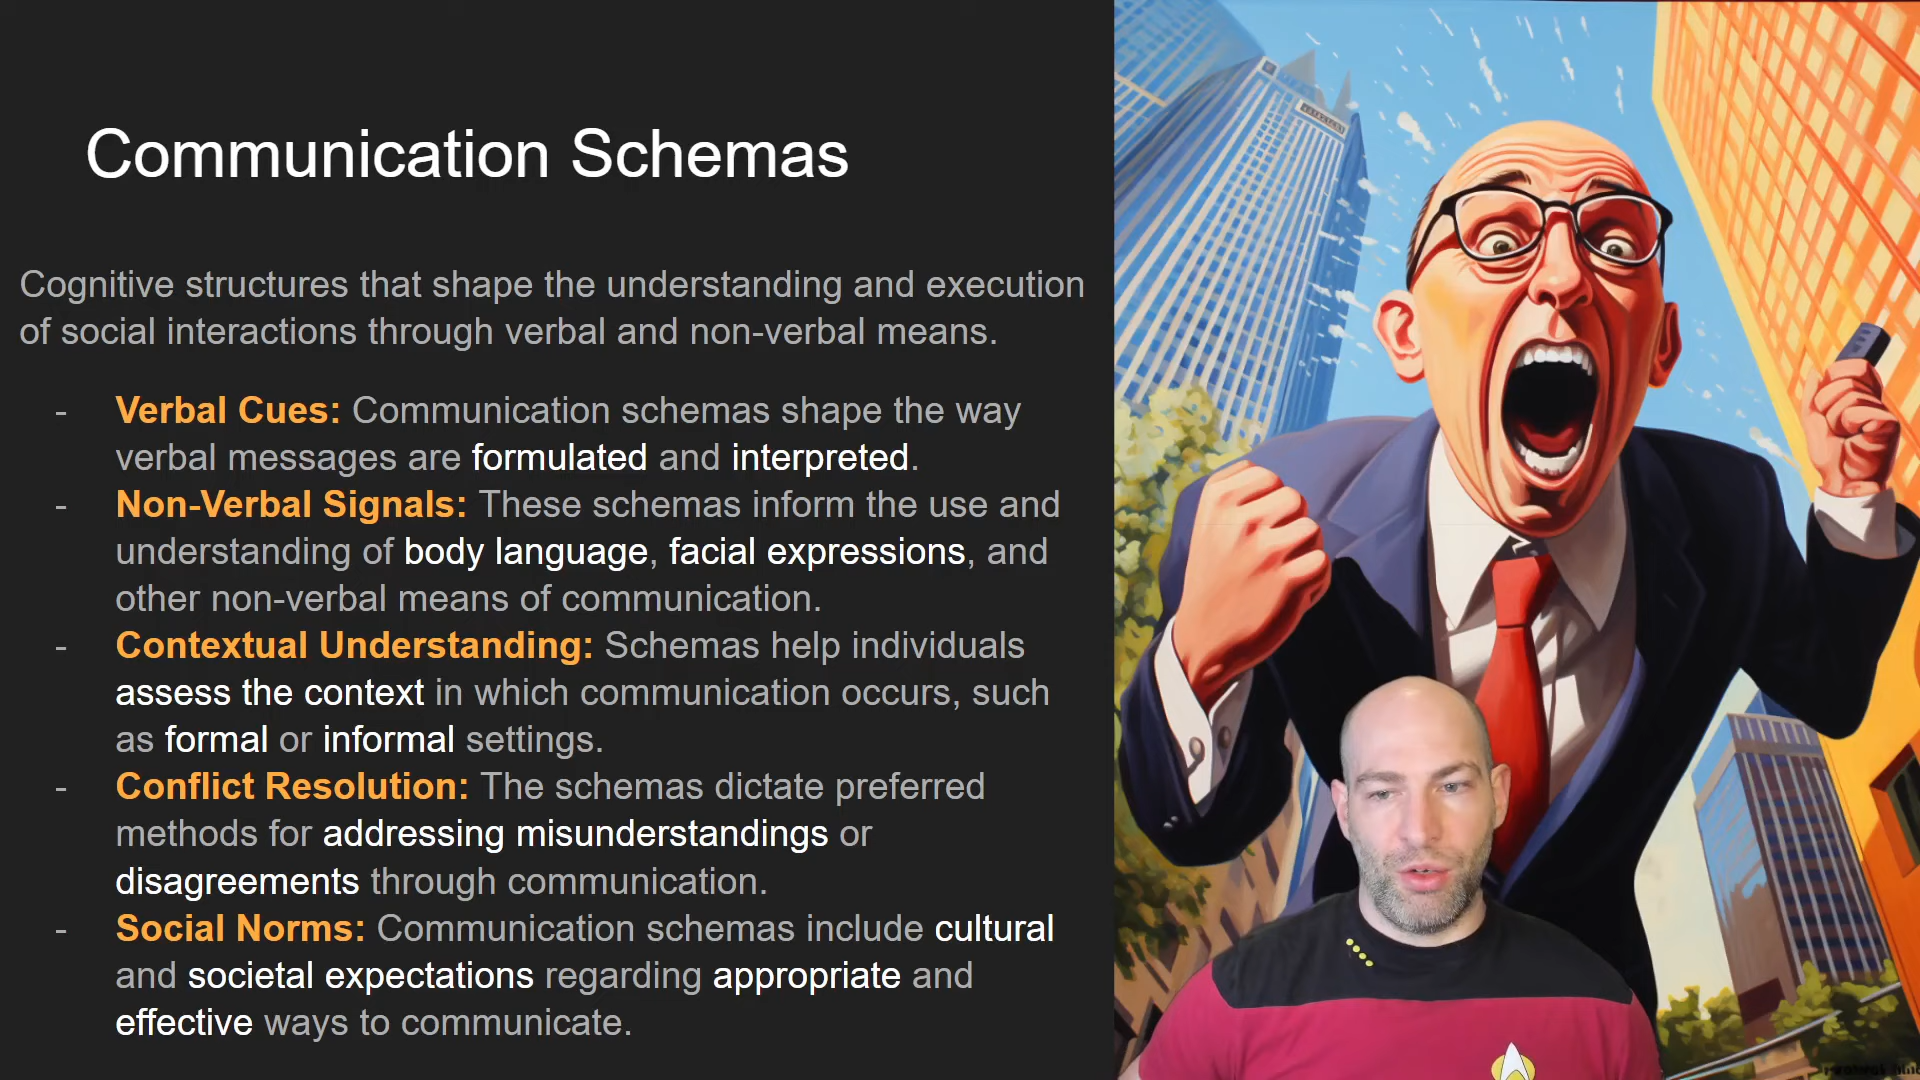 Communication Schemas
Cognitive structures that shape the understanding and execution
of social interactions through verbal and non-verbal means.
- Verbal Cues: Communication schemas shape the way
verbal messages are formulated and interpreted.
- Non-Verbal Signals: These schemas inform the use and
understanding of body language, facial expressions, and
other non-verbal means of communication.
- Contextual Understanding: Schemas help individuals
assess the context in which communication occurs, such
as formal or informal settings.
- Conflict Resolution: The schemas dictate preferred
methods for addressing misunderstandings or
disagreements through communication.
- Social Norms: Communication schemas include cultural
and societal expectations regarding appropriate and
effective ways to communicate.